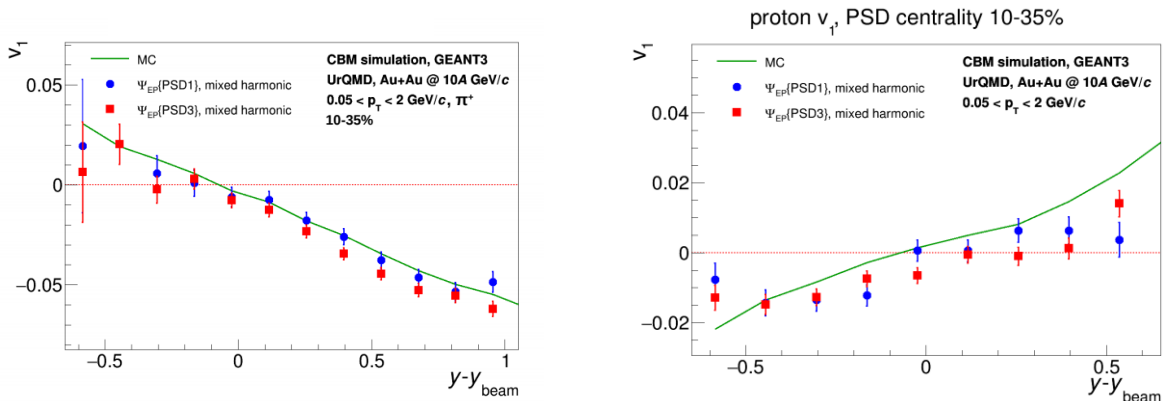 v₁
MC
Ψ_EP{PSD1}, mixed harmonic
Ψ_EP{PSD3}, mixed harmonic
CBM simulation, GEANT3
UrQMD, Au+Au @ 10A GeV/c
0.05 < p_T < 2 GeV/c, π⁺
10-35%
0.05
0
−0.05
−0.5
0
0.5
1
y-y_beam
proton v₁, PSD centrality 10-35%
v₁
MC
Ψ_EP{PSD1}, mixed harmonic
Ψ_EP{PSD3}, mixed harmonic
CBM simulation, GEANT3
UrQMD, Au+Au @ 10A GeV/c
0.05 < p_T < 2 GeV/c
0.04
0.02
0
−0.02
−0.5
0
0.5
y-y_beam